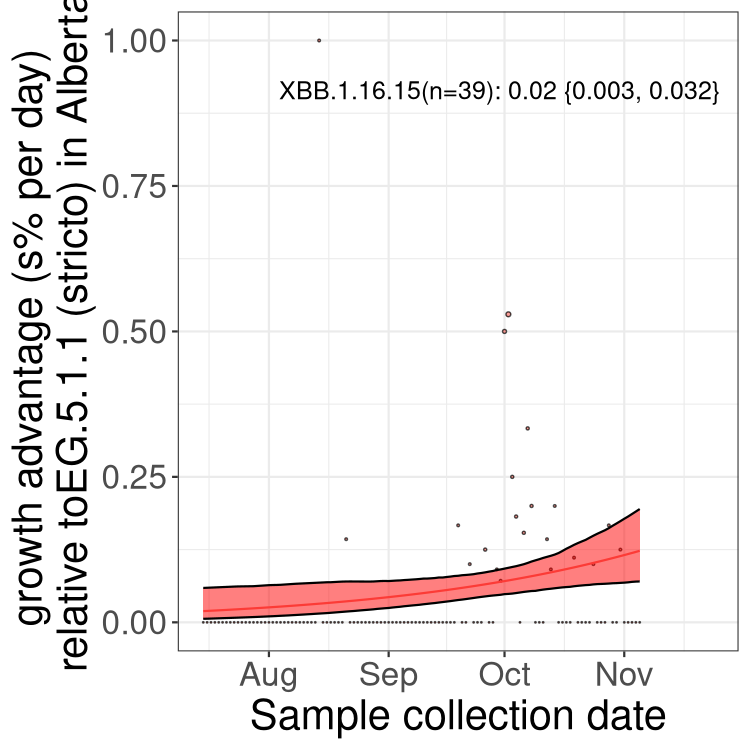 growth advantage (s% per day)
relative toEG.5.1.1 (stricto) in Alberta
1.00
XBB.1.16.15(n=39): 0.02 {0.003, 0.032}
0.75
0.50
0.25
0.00
Aug Sep Oct Nov
Sample collection date